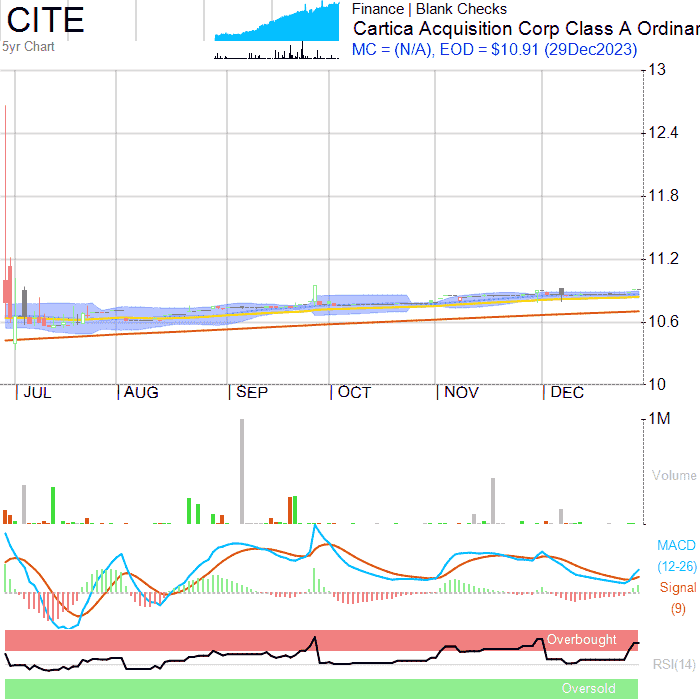 CITE
5yr Chart
Finance | Blank Checks
Cartica Acquisition Corp Class A Ordinar
MC = (N/A), EOD = $10.91 (29Dec2023)
13
12.4
11.8
11.2
10.6
10
JUL AUG SEP OCT NOV DEC
1M
Volume
MACD
(12-26)
Signal
(9)
Overbought
RSI(14)
Oversold